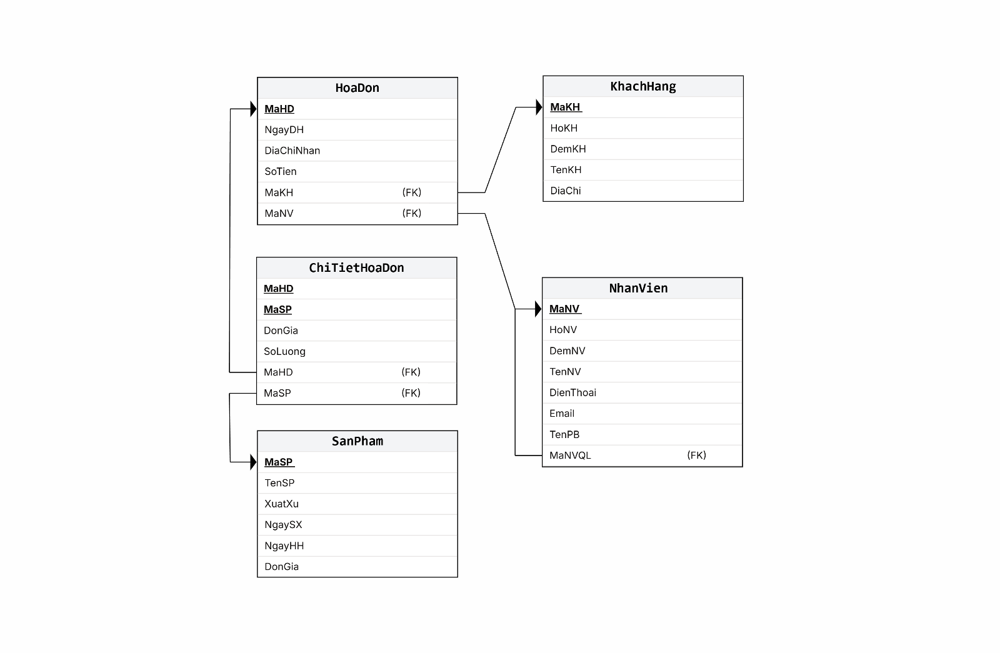 HoaDon
MaHD
NgayDH
DiaChiNhan
SoTien
MaKH (FK)
MaNV (FK)
ChiTietHoaDon
MaHD
MaSP
DonGia
SoLuong
MaHD (FK)
MaSP (FK)
SanPham
MaSP
TenSP
XuatXu
NgaySX
NgayHH
DonGia
KhachHang
MaKH
HoKH
DemKH
TenKH
DiaChi
NhanVien
MaNV
HoNV
DemNV
TenNV
DienThoai
Email
TenPB
MaNVQL (FK)